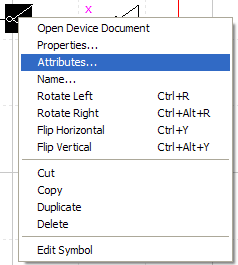 x
Open Device Document
Properties...
Attributes...
Name...
Rotate Left Ctrl+R
Rotate Right Ctrl+Alt+R
Flip Horizontal Ctrl+Y
Flip Vertical Ctrl+Alt+Y
Cut
Copy
Duplicate
Delete
Edit Symbol